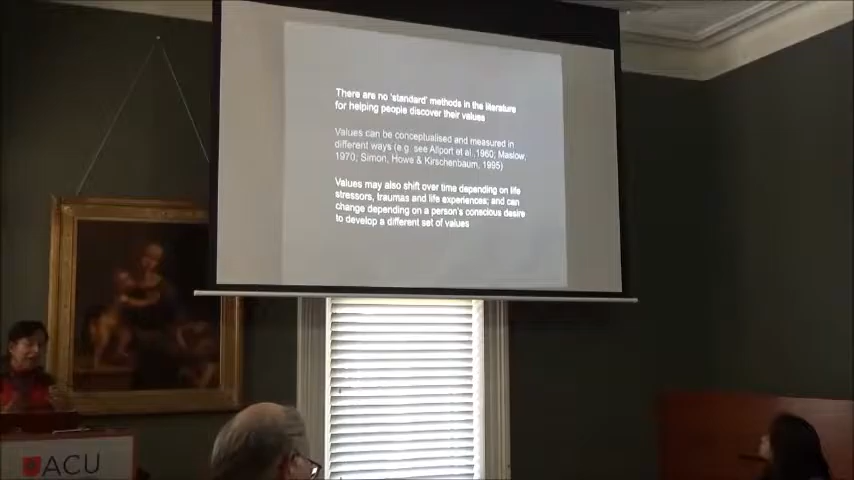 There are no 'standard' methods in the literature
for helping people discover their values
Values can be conceptualised and measured in
different ways (e.g. see Allport et al.,1960; Maslow,
1970; Simon, Howe & Kirschenbaum, 1995)
Values may also shift over time depending on life
stressors, traumas and life experiences; and can
change depending on a person's conscious desire
to develop a different set of values
ACU